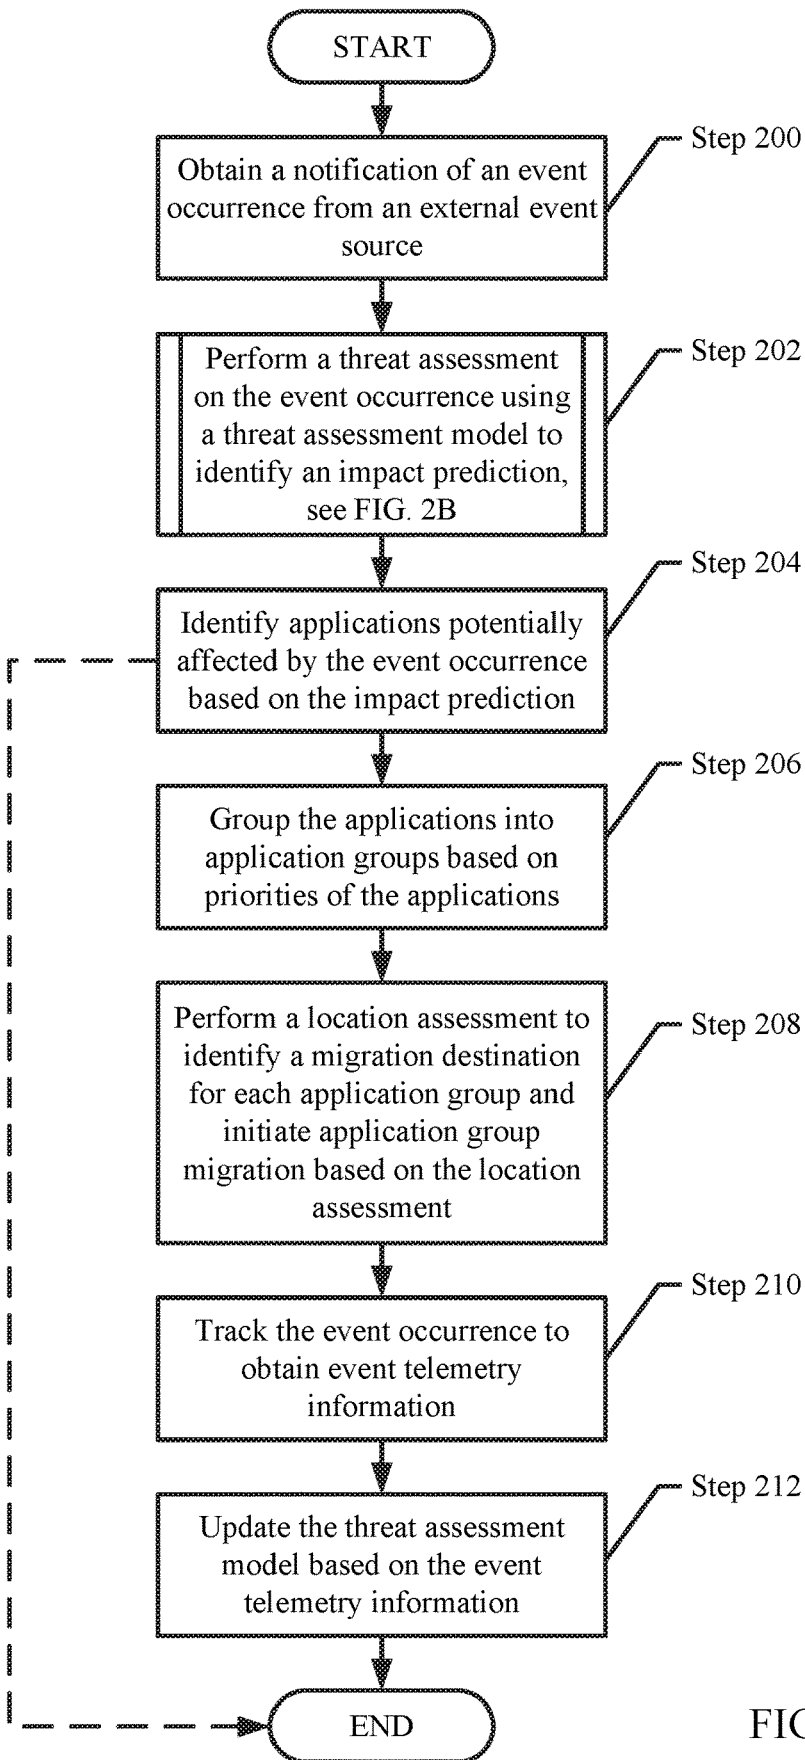 START
Step 200
Obtain a notification of an event
occurrence from an external event
source
Step 202
Perform a threat assessment
on the event occurrence using
a threat assessment model to
identify an impact prediction,
see FIG. 2B
Step 204
Identify applications potentially
affected by the event occurrence
based on the impact prediction
Step 206
Group the applications into
application groups based on
priorities of the applications
Step 208
Perform a location assessment to
identify a migration destination
for each application group and
initiate application group
migration based on the location
assessment
Step 210
Track the event occurrence to
obtain event telemetry
information
Step 212
Update the threat assessment
model based on the event
telemetry information
END